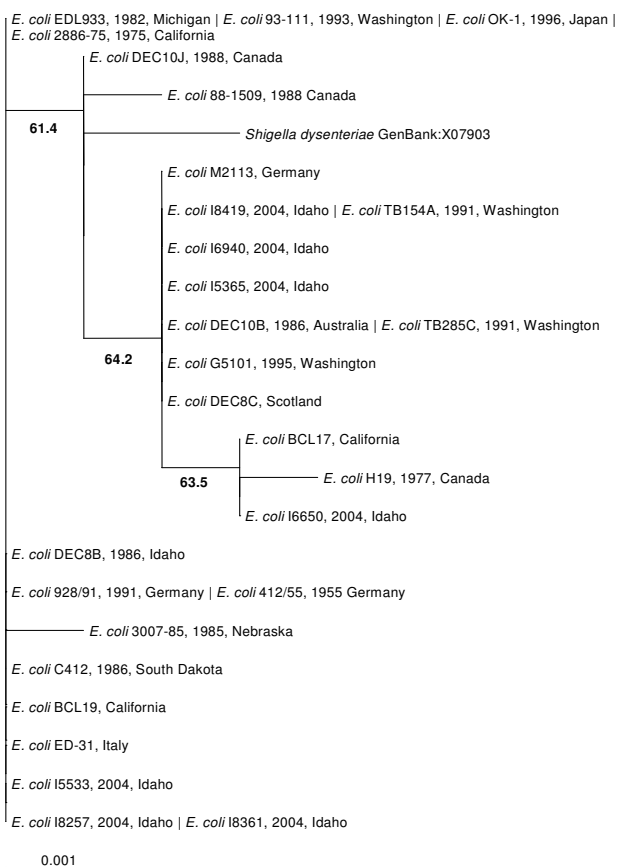 E. coli EDL933, 1982, Michigan | E. coli 93-111, 1993, Washington | E. coli OK-1, 1996, Japan |
E. coli 2886-75, 1975, California
E. coli DEC10J, 1988, Canada
E. coli 88-1509, 1988 Canada
61.4
Shigella dysenteriae GenBank:X07903
E. coli M2113, Germany
E. coli I8419, 2004, Idaho | E. coli TB154A, 1991, Washington
E. coli I6940, 2004, Idaho
E. coli I5365, 2004, Idaho
E. coli DEC10B, 1986, Australia | E. coli TB285C, 1991, Washington
64.2
E. coli G5101, 1995, Washington
E. coli DEC8C, Scotland
E. coli BCL17, California
63.5
E. coli H19, 1977, Canada
E. coli I6650, 2004, Idaho
E. coli DEC8B, 1986, Idaho
E. coli 928/91, 1991, Germany | E. coli 412/55, 1955 Germany
E. coli 3007-85, 1985, Nebraska
E. coli C412, 1986, South Dakota
E. coli BCL19, California
E. coli ED-31, Italy
E. coli I5533, 2004, Idaho
E. coli I8257, 2004, Idaho | E. coli I8361, 2004, Idaho
0.001